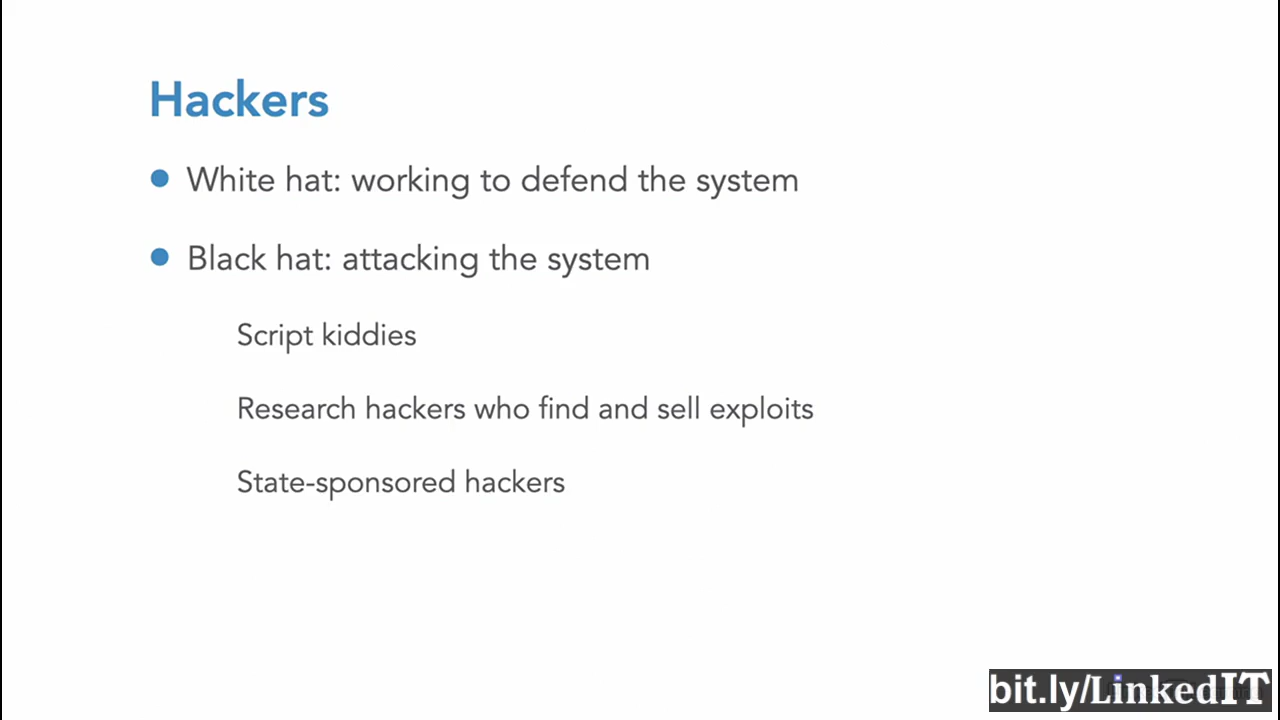 Hackers
White hat: working to defend the system
Black hat: attacking the system
Script kiddies
Research hackers who find and sell exploits
State-sponsored hackers
bit.ly/LinkedIT